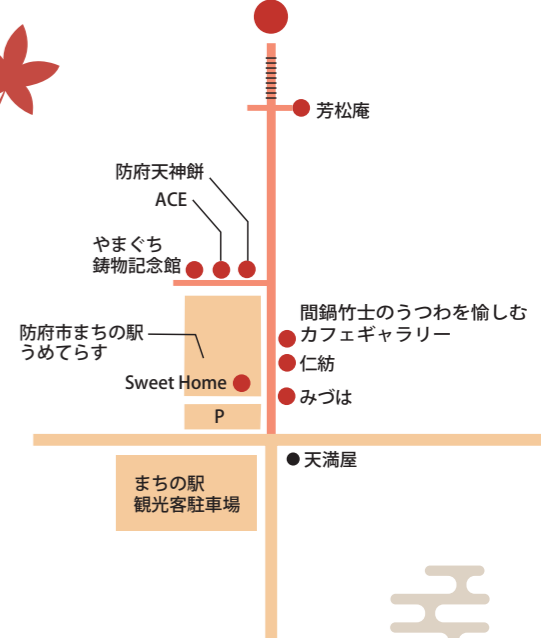 芳松庵
防府天神餅
ACE
やまぐち
鋳物記念館
間鍋竹士のうつわを愉しむ
カフェギャラリー
防府市まちの駅
うめてらす
仁紡
Sweet Home
みづは
P
天満屋
まちの駅
観光客駐車場